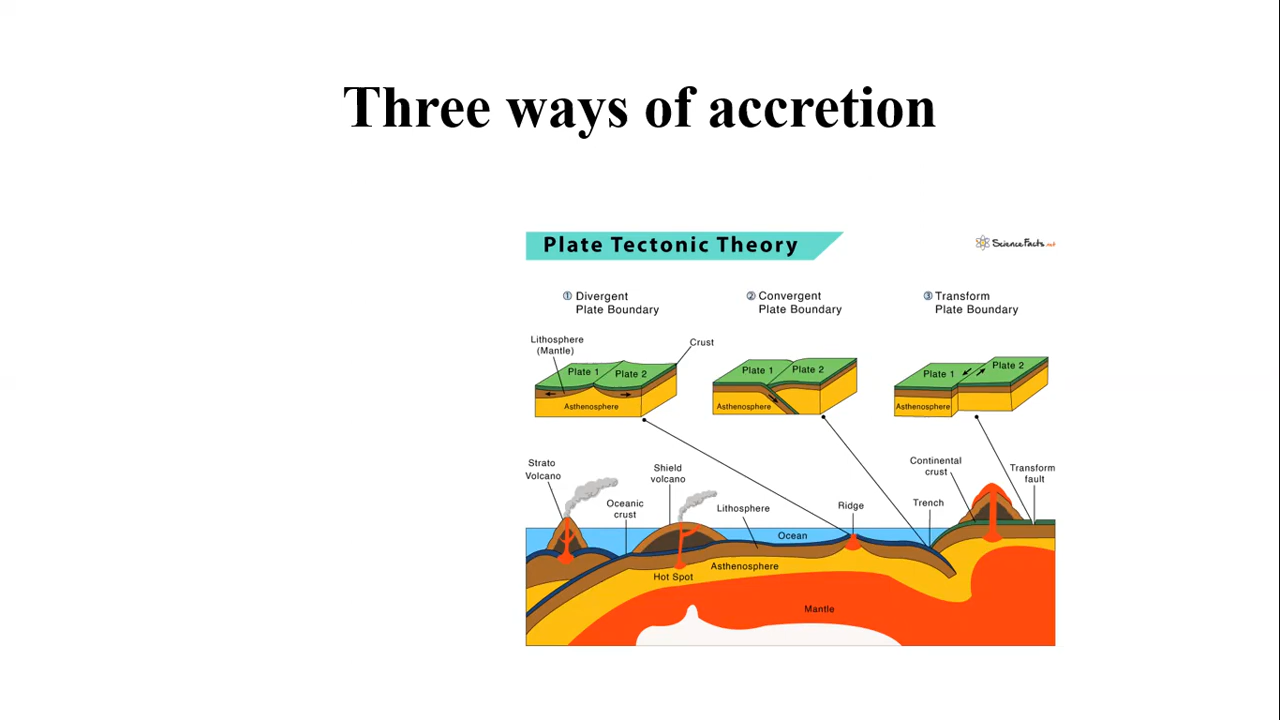 Three ways of accretion
Plate Tectonic Theory
ScienceFacts.net
① Divergent
Plate Boundary
② Convergent
Plate Boundary
③ Transform
Plate Boundary
Lithosphere
(Mantle)
Crust
Plate 1
Plate 2
Asthenosphere
Plate 1
Plate 2
Asthenosphere
Plate 1
Plate 2
Asthenosphere
Strato
Volcano
Oceanic
crust
Shield
volcano
Lithosphere
Ridge
Trench
Continental
crust
Transform
fault
Ocean
Asthenosphere
Hot Spot
Mantle